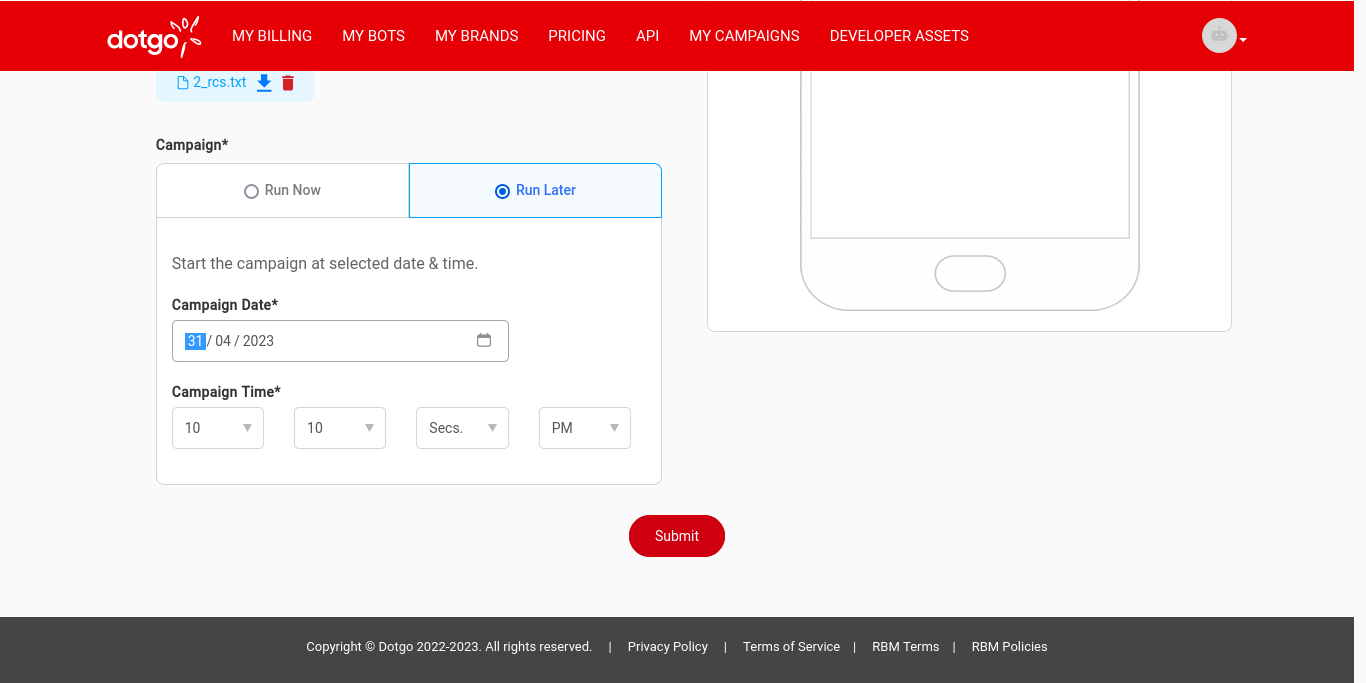 dotgo MY BILLING MY BOTS MY BRANDS PRICING API MY CAMPAIGNS DEVELOPER ASSETS
2_rcs.txt
Campaign*
Run Now Run Later
Start the campaign at selected date & time.
Campaign Date*
31 / 04 / 2023
Campaign Time*
10 10 Secs. PM
Submit
Copyright © Dotgo 2022-2023. All rights reserved. | Privacy Policy | Terms of Service | RBM Terms | RBM Policies